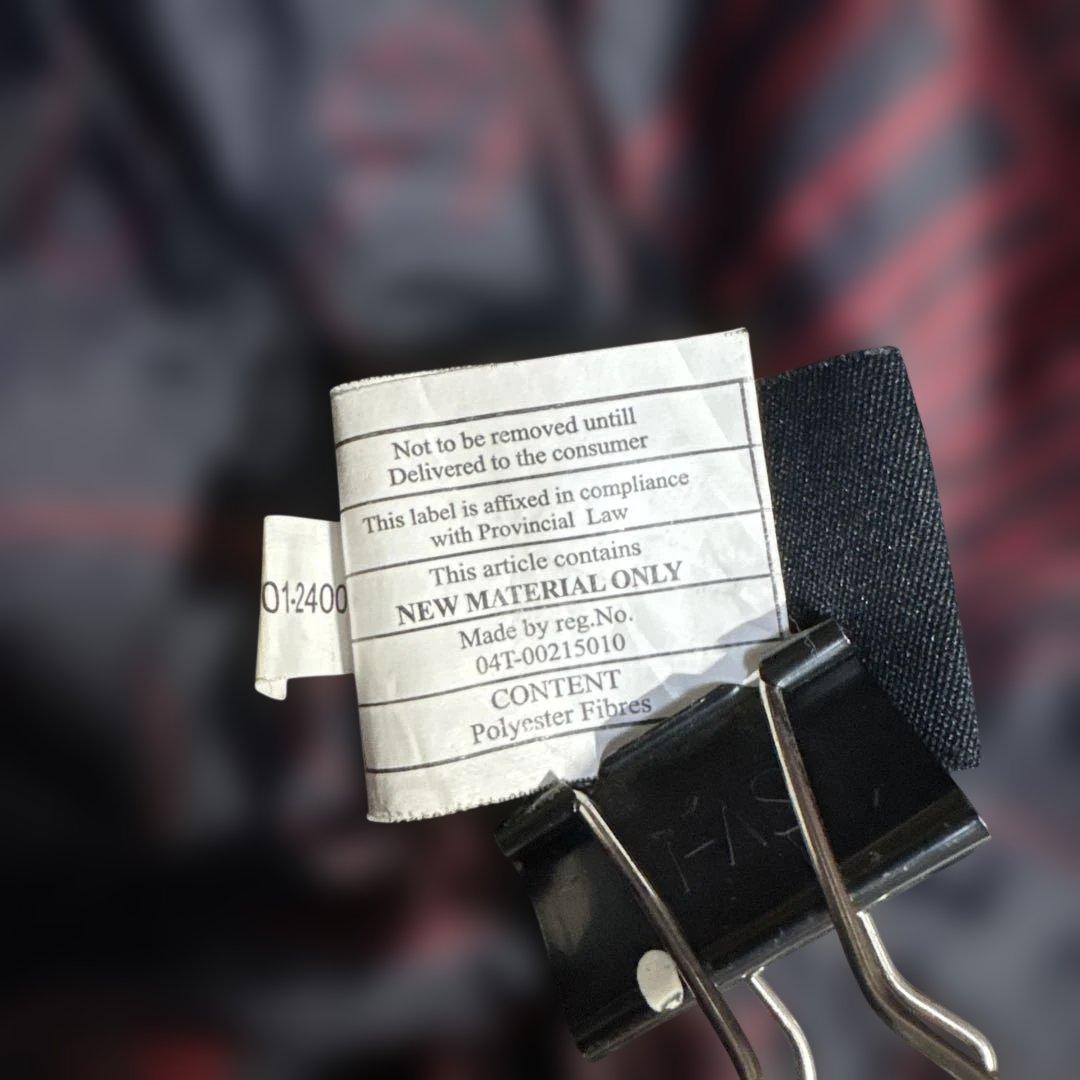 Not to be removed untill
Delivered to the consumer
This label is affixed in compliance
with Provincial Law
This article contains
NEW MATERIAL ONLY
Made by reg.No.
04T-00215010
CONTENT
Polyester Fibres
O1-2400